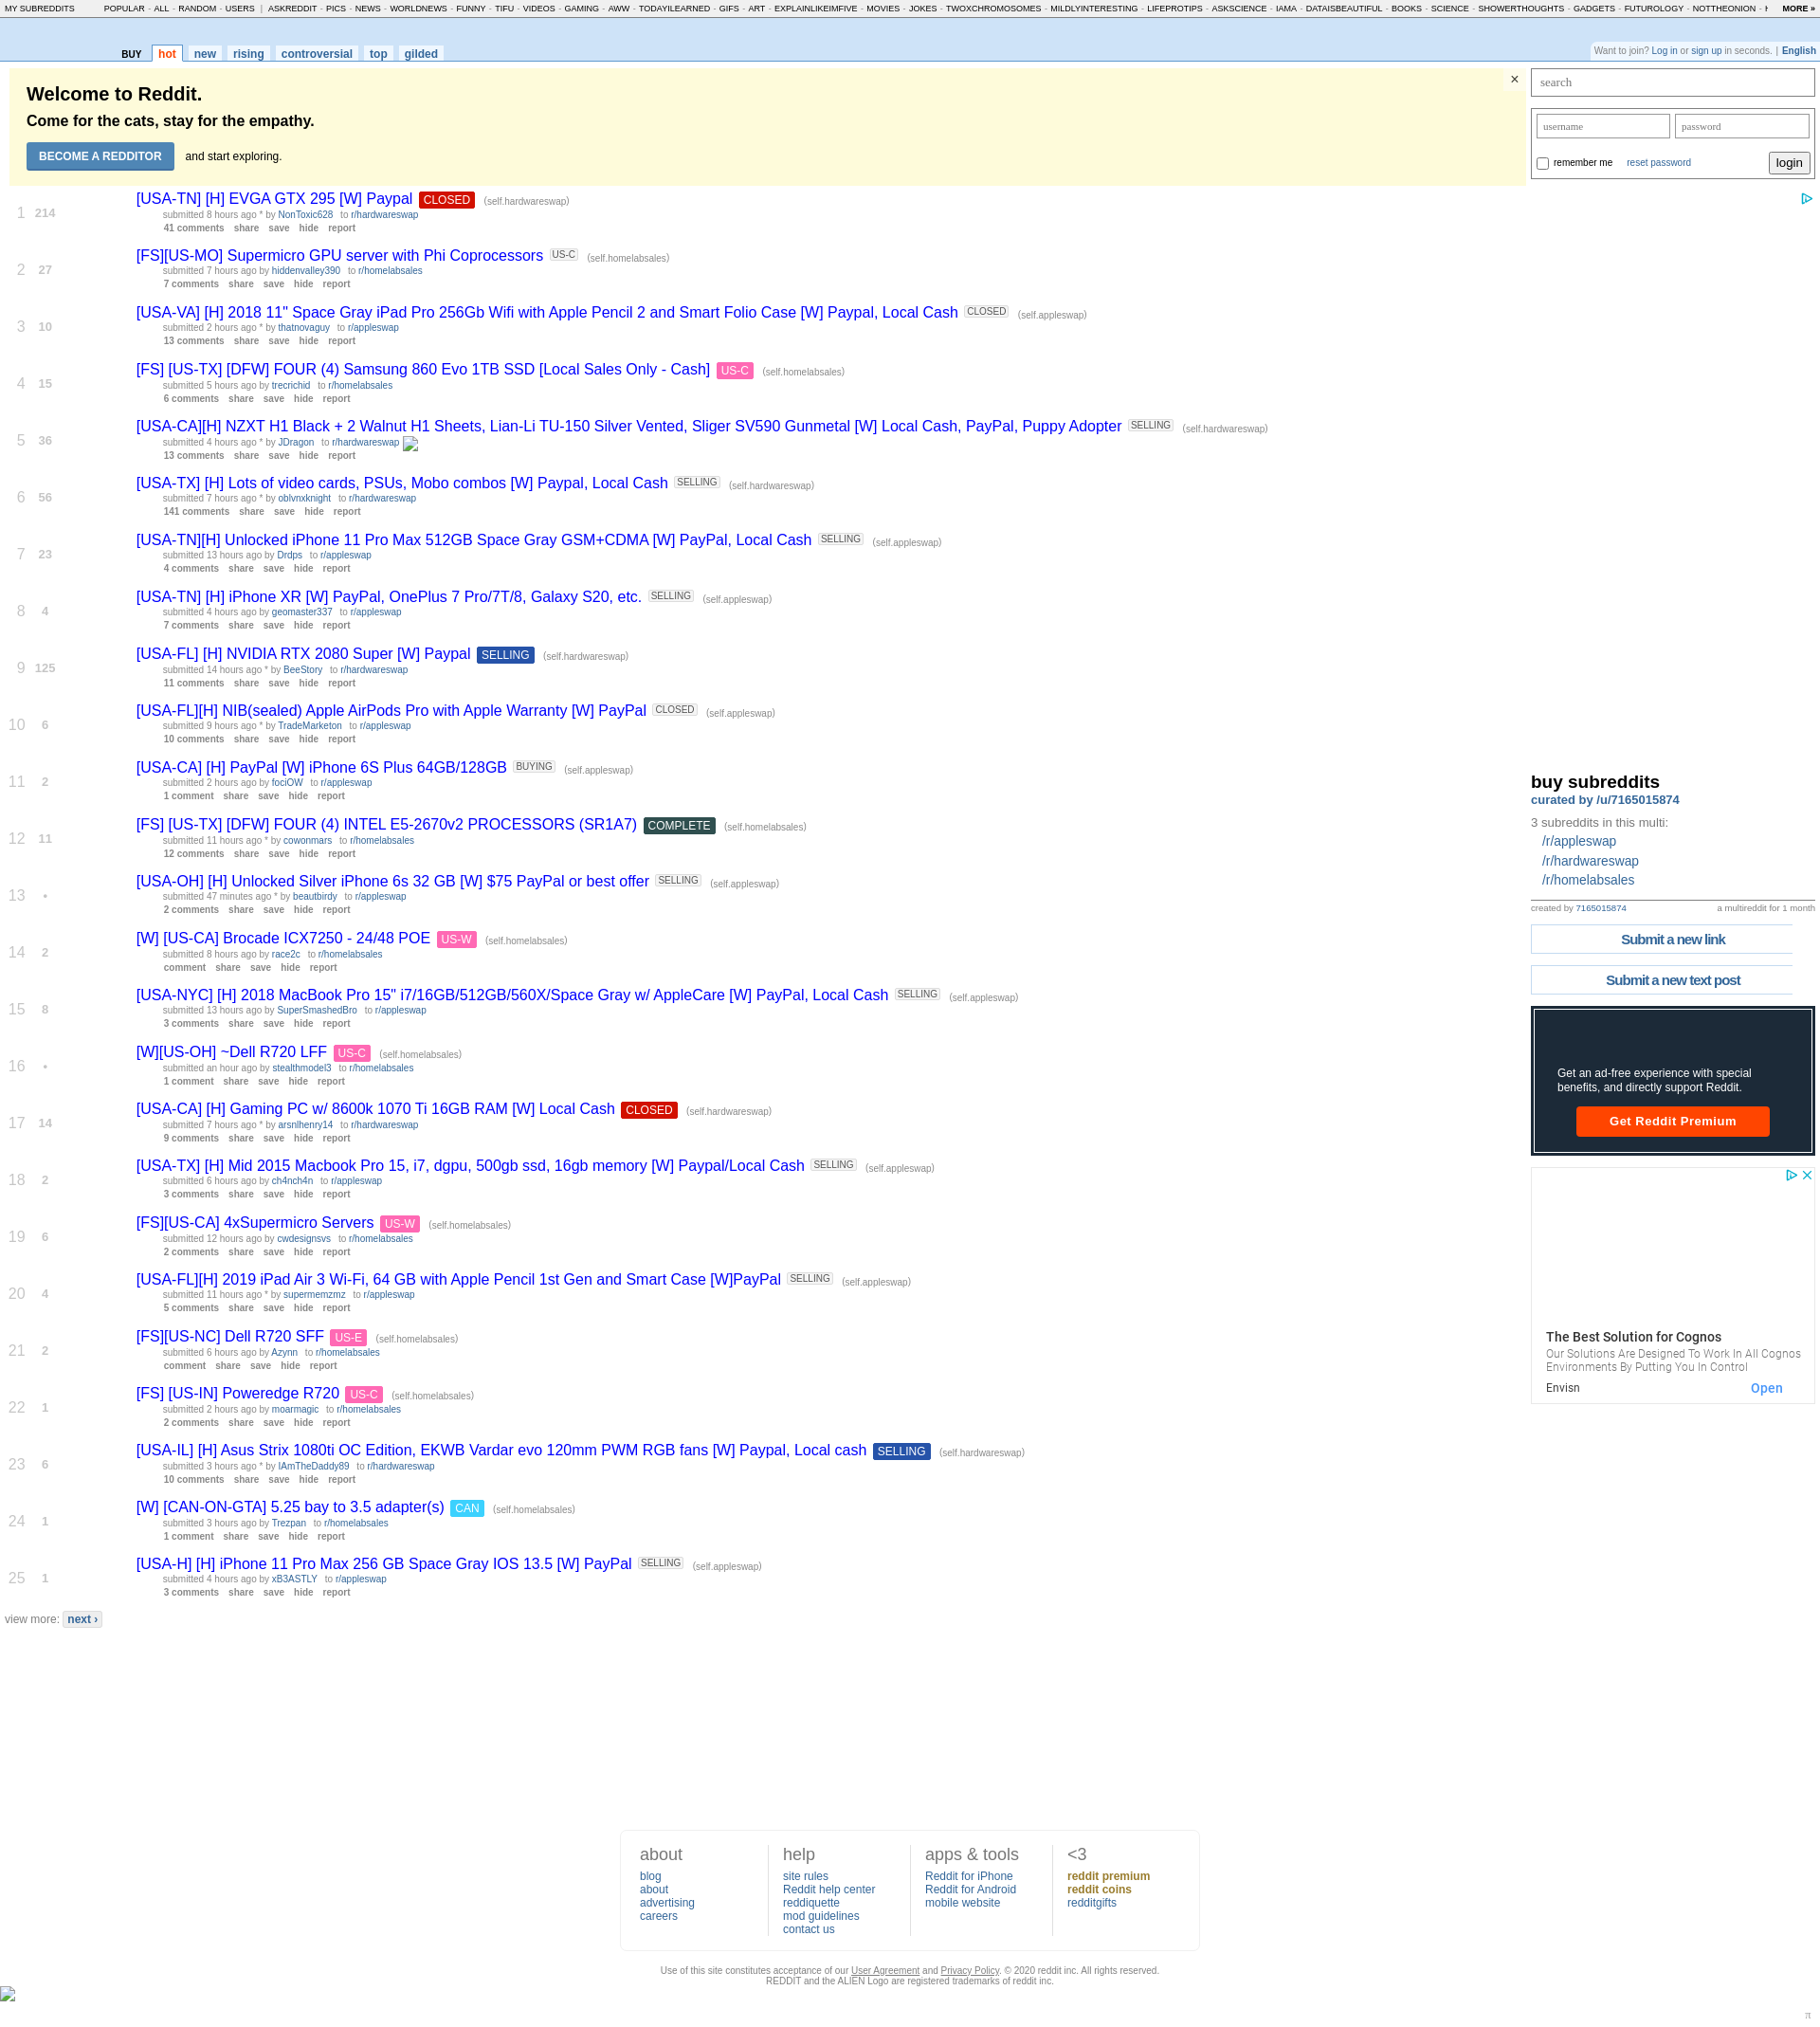 MY SUBREDDITS POPULAR - ALL - RANDOM - USERS | ASKREDDIT - PICS - NEWS - WORLDNEWS - FUNNY - TIFU - VIDEOS - GAMING - AWW - TODAYILEARNED - GIFS - ART - EXPLAINLIKEIMFIVE - MOVIES - JOKES - TWOXCHROMOSOMES - MILDLYINTERESTING - LIFEPROTIPS - ASKSCIENCE - IAMA - DATAISBEAUTIFUL - BOOKS - SCIENCE - SHOWERTHOUGHTS - GADGETS - FUTUROLOGY - NOTTHEONION - MORE »
BUY hot new rising controversial top gilded
Want to join? Log in or sign up in seconds. | English
Welcome to Reddit.
Come for the cats, stay for the empathy.
BECOME A REDDITOR and start exploring.
×
search
username password
remember me reset password login
1 214 [USA-TN] [H] EVGA GTX 295 [W] Paypal CLOSED (self.hardwareswap)
submitted 8 hours ago * by NonToxic628 to r/hardwareswap
41 comments share save hide report
2 27 [FS][US-MO] Supermicro GPU server with Phi Coprocessors US-C (self.homelabsales)
submitted 7 hours ago by hiddenvalley390 to r/homelabsales
7 comments share save hide report
3 10 [USA-VA] [H] 2018 11" Space Gray iPad Pro 256Gb Wifi with Apple Pencil 2 and Smart Folio Case [W] Paypal, Local Cash CLOSED (self.appleswap)
submitted 2 hours ago * by thatnovaguy to r/appleswap
13 comments share save hide report
4 15 [FS] [US-TX] [DFW] FOUR (4) Samsung 860 Evo 1TB SSD [Local Sales Only - Cash] US-C (self.homelabsales)
submitted 5 hours ago by trecrichid to r/homelabsales
6 comments share save hide report
5 36 [USA-CA][H] NZXT H1 Black + 2 Walnut H1 Sheets, Lian-Li TU-150 Silver Vented, Sliger SV590 Gunmetal [W] Local Cash, PayPal, Puppy Adopter SELLING (self.hardwareswap)
submitted 4 hours ago * by JDragon to r/hardwareswap
13 comments share save hide report
6 56 [USA-TX] [H] Lots of video cards, PSUs, Mobo combos [W] Paypal, Local Cash SELLING (self.hardwareswap)
submitted 7 hours ago * by oblvnxknight to r/hardwareswap
141 comments share save hide report
7 23 [USA-TN][H] Unlocked iPhone 11 Pro Max 512GB Space Gray GSM+CDMA [W] PayPal, Local Cash SELLING (self.appleswap)
submitted 13 hours ago by Drdps to r/appleswap
4 comments share save hide report
8 4 [USA-TN] [H] iPhone XR [W] PayPal, OnePlus 7 Pro/7T/8, Galaxy S20, etc. SELLING (self.appleswap)
submitted 4 hours ago by geomaster337 to r/appleswap
7 comments share save hide report
9 125 [USA-FL] [H] NVIDIA RTX 2080 Super [W] Paypal SELLING (self.hardwareswap)
submitted 14 hours ago * by BeeStory to r/hardwareswap
11 comments share save hide report
10 6 [USA-FL][H] NIB(sealed) Apple AirPods Pro with Apple Warranty [W] PayPal CLOSED (self.appleswap)
submitted 9 hours ago * by TradeMarketon to r/appleswap
10 comments share save hide report
11 2 [USA-CA] [H] PayPal [W] iPhone 6S Plus 64GB/128GB BUYING (self.appleswap)
submitted 2 hours ago by fociOW to r/appleswap
1 comment share save hide report
12 11 [FS] [US-TX] [DFW] FOUR (4) INTEL E5-2670v2 PROCESSORS (SR1A7) COMPLETE (self.homelabsales)
submitted 11 hours ago * by cowonmars to r/homelabsales
12 comments share save hide report
13 • [USA-OH] [H] Unlocked Silver iPhone 6s 32 GB [W] $75 PayPal or best offer SELLING (self.appleswap)
submitted 47 minutes ago * by beautbirdy to r/appleswap
2 comments share save hide report
14 2 [W] [US-CA] Brocade ICX7250 - 24/48 POE US-W (self.homelabsales)
submitted 8 hours ago by race2c to r/homelabsales
comment share save hide report
15 8 [USA-NYC] [H] 2018 MacBook Pro 15" i7/16GB/512GB/560X/Space Gray w/ AppleCare [W] PayPal, Local Cash SELLING (self.appleswap)
submitted 13 hours ago by SuperSmashedBro to r/appleswap
3 comments share save hide report
16 • [W][US-OH] ~Dell R720 LFF US-C (self.homelabsales)
submitted an hour ago by stealthmodel3 to r/homelabsales
1 comment share save hide report
17 14 [USA-CA] [H] Gaming PC w/ 8600k 1070 Ti 16GB RAM [W] Local Cash CLOSED (self.hardwareswap)
submitted 7 hours ago * by arsnlhenry14 to r/hardwareswap
9 comments share save hide report
18 2 [USA-TX] [H] Mid 2015 Macbook Pro 15, i7, dgpu, 500gb ssd, 16gb memory [W] Paypal/Local Cash SELLING (self.appleswap)
submitted 6 hours ago by ch4nch4n to r/appleswap
3 comments share save hide report
19 6 [FS][US-CA] 4xSupermicro Servers US-W (self.homelabsales)
submitted 12 hours ago by cwdesignsvs to r/homelabsales
2 comments share save hide report
20 4 [USA-FL][H] 2019 iPad Air 3 Wi-Fi, 64 GB with Apple Pencil 1st Gen and Smart Case [W]PayPal SELLING (self.appleswap)
submitted 11 hours ago * by supermemzmz to r/appleswap
5 comments share save hide report
21 2 [FS][US-NC] Dell R720 SFF US-E (self.homelabsales)
submitted 6 hours ago by Azynn to r/homelabsales
comment share save hide report
22 1 [FS] [US-IN] Poweredge R720 US-C (self.homelabsales)
submitted 2 hours ago by moarmagic to r/homelabsales
2 comments share save hide report
23 6 [USA-IL] [H] Asus Strix 1080ti OC Edition, EKWB Vardar evo 120mm PWM RGB fans [W] Paypal, Local cash SELLING (self.hardwareswap)
submitted 3 hours ago * by IAmTheDaddy89 to r/hardwareswap
10 comments share save hide report
24 1 [W] [CAN-ON-GTA] 5.25 bay to 3.5 adapter(s) CAN (self.homelabsales)
submitted 3 hours ago by Trezpan to r/homelabsales
1 comment share save hide report
25 1 [USA-H] [H] iPhone 11 Pro Max 256 GB Space Gray IOS 13.5 [W] PayPal SELLING (self.appleswap)
submitted 4 hours ago by xB3ASTLY to r/appleswap
3 comments share save hide report
view more: next ›
buy subreddits
curated by /u/7165015874
3 subreddits in this multi:
/r/appleswap
/r/hardwareswap
/r/homelabsales
created by 7165015874 a multireddit for 1 month
Submit a new link
Submit a new text post
Get an ad-free experience with special
benefits, and directly support Reddit.
Get Reddit Premium
The Best Solution for Cognos
Our Solutions Are Designed To Work In All Cognos
Environments By Putting You In Control
Envisn Open
about
blog
about
advertising
careers
help
site rules
Reddit help center
reddiquette
mod guidelines
contact us
apps & tools
Reddit for iPhone
Reddit for Android
mobile website
<3
reddit premium
reddit coins
redditgifts
Use of this site constitutes acceptance of our User Agreement and Privacy Policy. © 2020 reddit inc. All rights reserved.
REDDIT and the ALIEN Logo are registered trademarks of reddit inc.
π